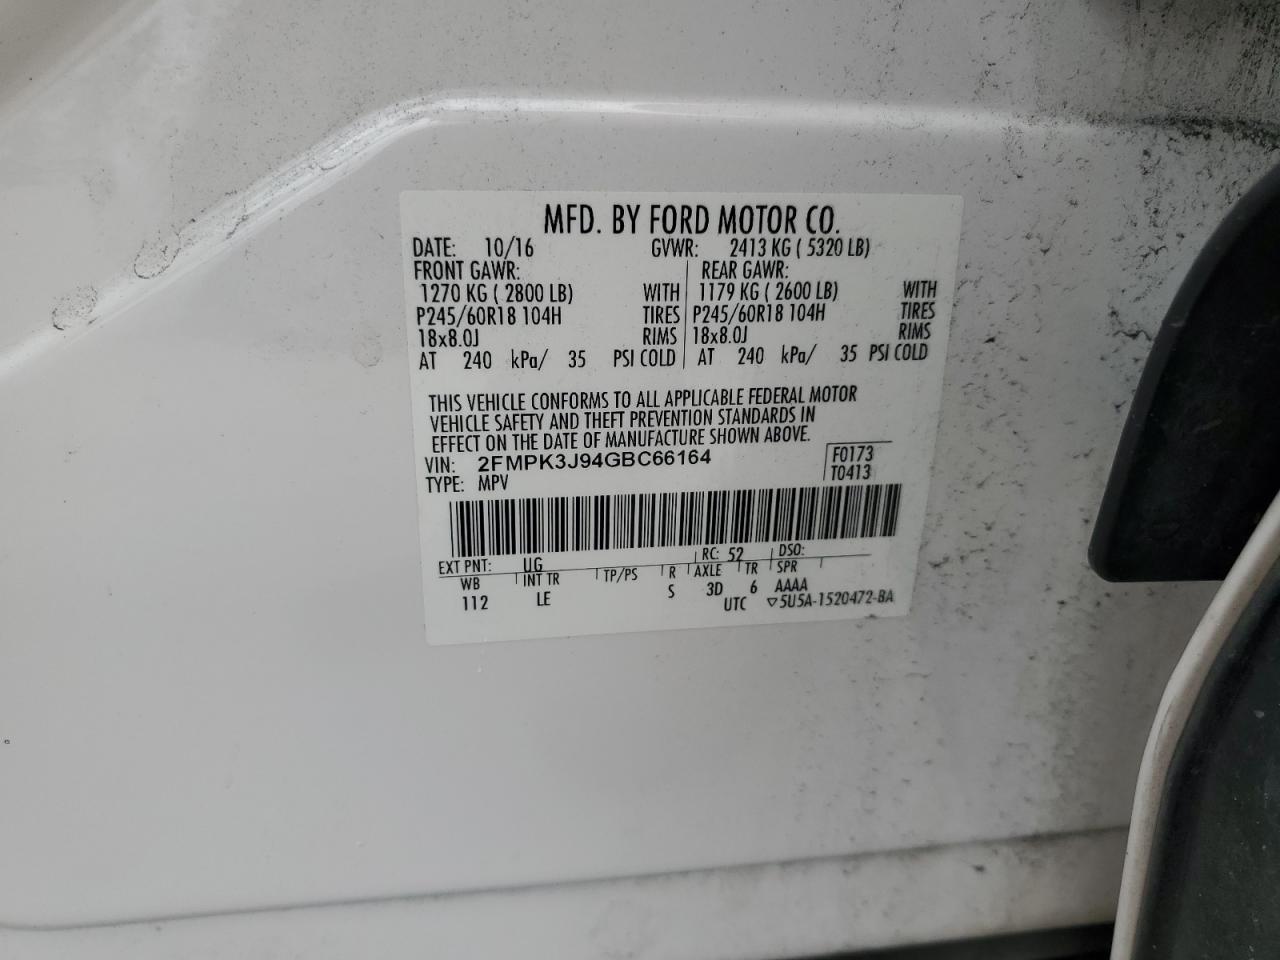 MFD. BY FORD MOTOR CO.
DATE: 10/16 GVWR: 2413 KG ( 5320 LB)
FRONT GAWR: REAR GAWR:
1270 KG ( 2800 LB) WITH 1179 KG ( 2600 LB) WITH
P245/60R18 104H TIRES P245/60R18 104H TIRES
18x8.0J RIMS 18x8.0J RIMS
AT 240 kPa/ 35 PSI COLD AT 240 kPa/ 35 PSI COLD
THIS VEHICLE CONFORMS TO ALL APPLICABLE FEDERAL MOTOR
VEHICLE SAFETY AND THEFT PREVENTION STANDARDS IN
EFFECT ON THE DATE OF MANUFACTURE SHOWN ABOVE.
VIN: 2FMPK3J94GBC66164 F0173
TYPE: MPV T0413
EXT PNT: UG RC: 52 DSO:
WB INT TR TP/PS R AXLE TR SPR
112 LE S 3D 6 AAAA
UTC ▽5U5A-1520472-BA